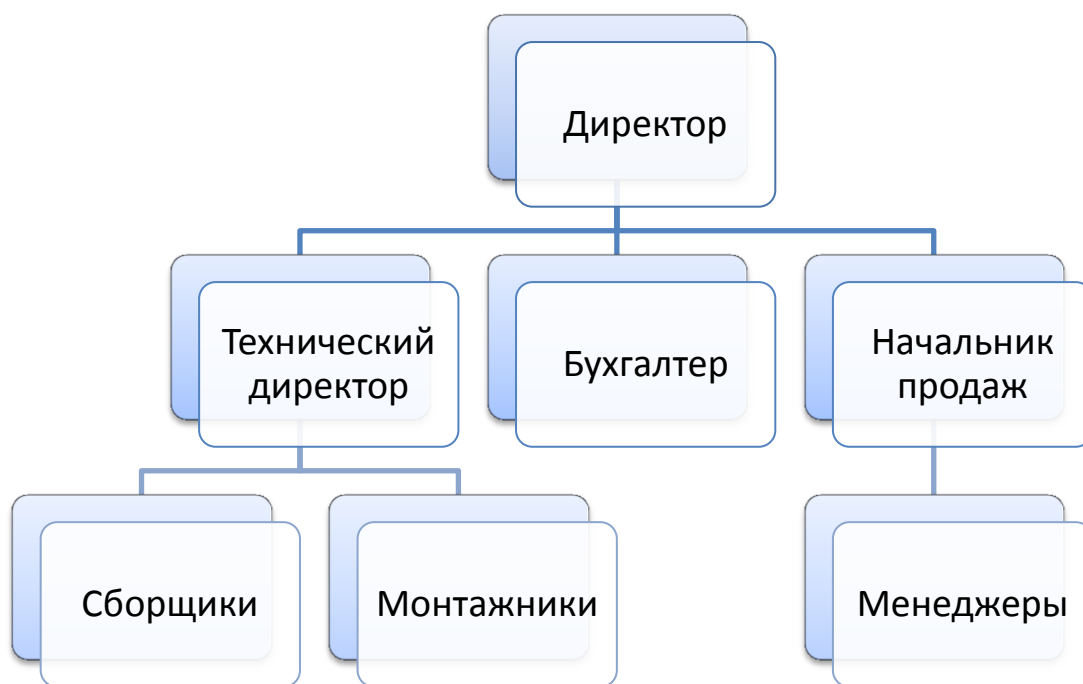 Директор
Технический
директор
Бухгалтер
Начальник
продаж
Сборщики
Монтажники
Менеджеры